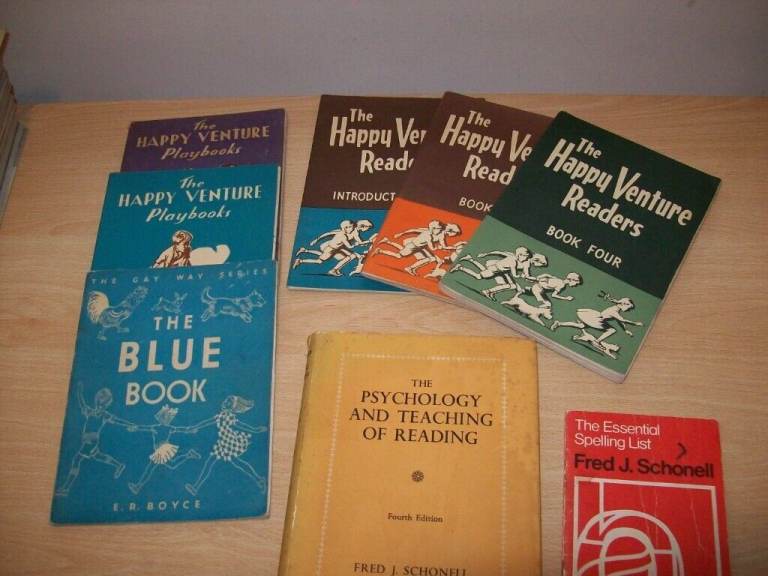 The
HAPPY VENTURE
Playbooks
The
HAPPY VENTURE
Playbooks
THE GAY WAY SERIES
THE
BLUE
BOOK
E. R. BOYCE
The
Happy Ven
Reade
INTRODUCT
The
Happy Ve
Read
BOOK
The
Happy Venture
Readers
BOOK FOUR
THE
PSYCHOLOGY
AND TEACHING
OF READING
Fourth Edition
FRED J. SCHONELL
The Essential
Spelling List
Fred J. Schonell